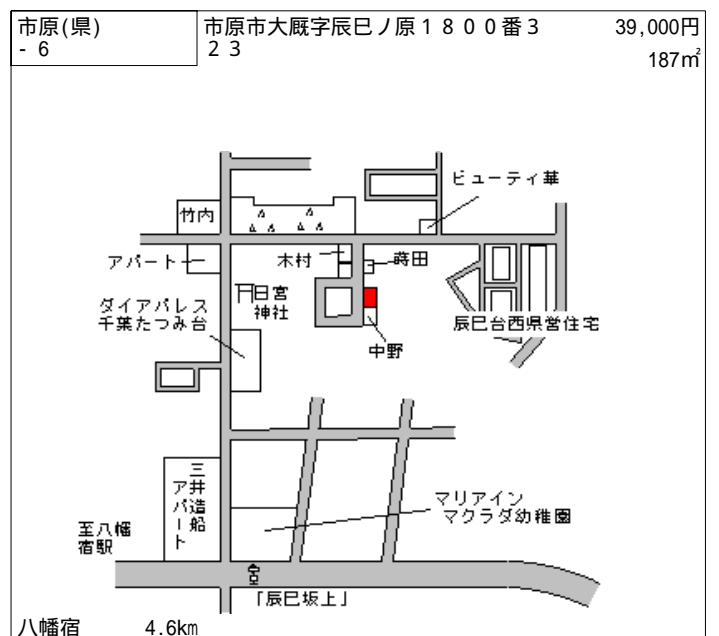 市原(県)
- 6
市原市大厩字辰巳ノ原1800番3
23
39,000円
187㎡
ビューティ華
竹内
アパート
木村
蒔田
日宮
神社
ダイアパレス
千葉たつみ台
辰巳台西県営住宅
中野
三井造船
アパート
マリアイン
マクラダ幼稚園
至八幡
宿駅
「辰巳坂上」
八幡宿 4.6km